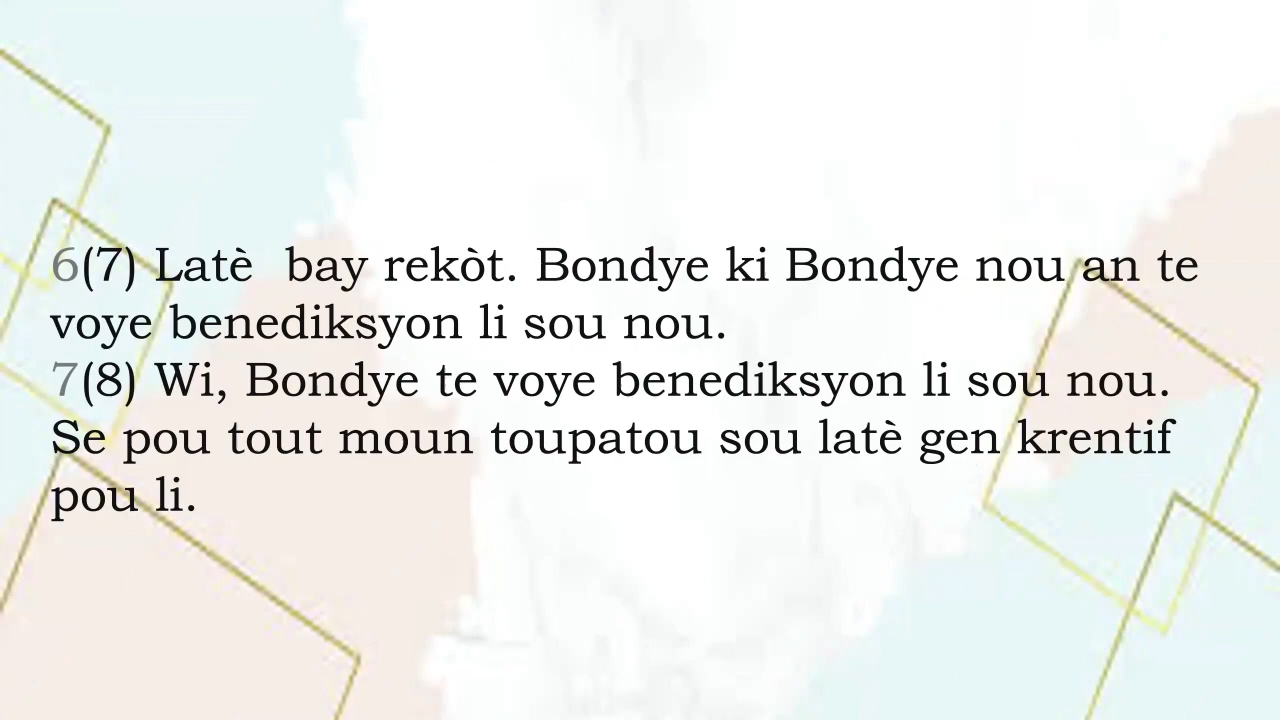 6(7) Latè  bay rekòt. Bondye ki Bondye nou an te
voye benediksyon li sou nou.
7(8) Wi, Bondye te voye benediksyon li sou nou.
Se pou tout moun toupatou sou latè gen krentif
pou li.